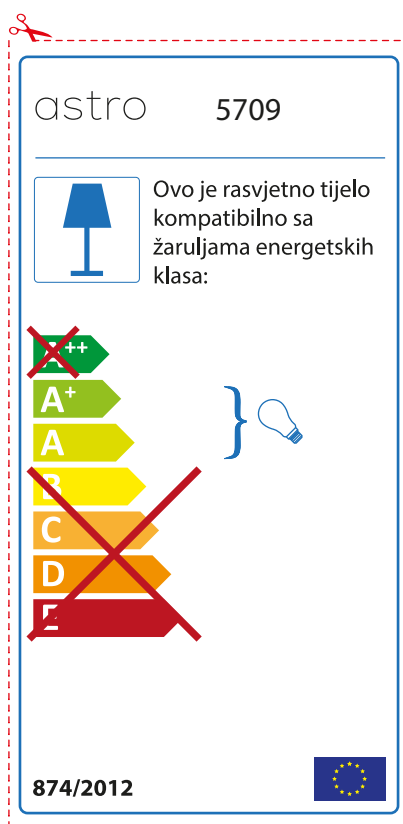 astro 5709
Ovo je rasvjetno tijelo
kompatibilno sa
žaruljama energetskih
klasa:
A++
A+
A
B
C
D
E
874/2012